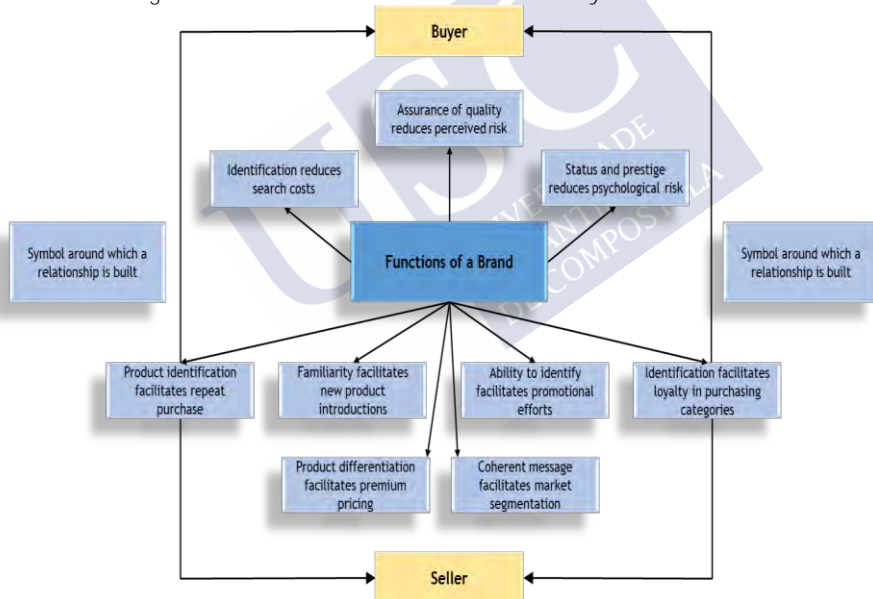 Buyer
Assurance of quality
reduces perceived risk
Identification reduces
search costs
Status and prestige
reduces psychological risk
Symbol around which a
relationship is built
Functions of a Brand
Symbol around which a
relationship is built
Product identification
facilitates repeat
purchase
Familiarity facilitates
new product
introductions
Ability to identify
facilitates promotional
efforts
Identification facilitates
loyalty in purchasing
categories
Product differentiation
facilitates premium
pricing
Coherent message
facilitates market
segmentation
Seller
USC
DE COMPOSTELA